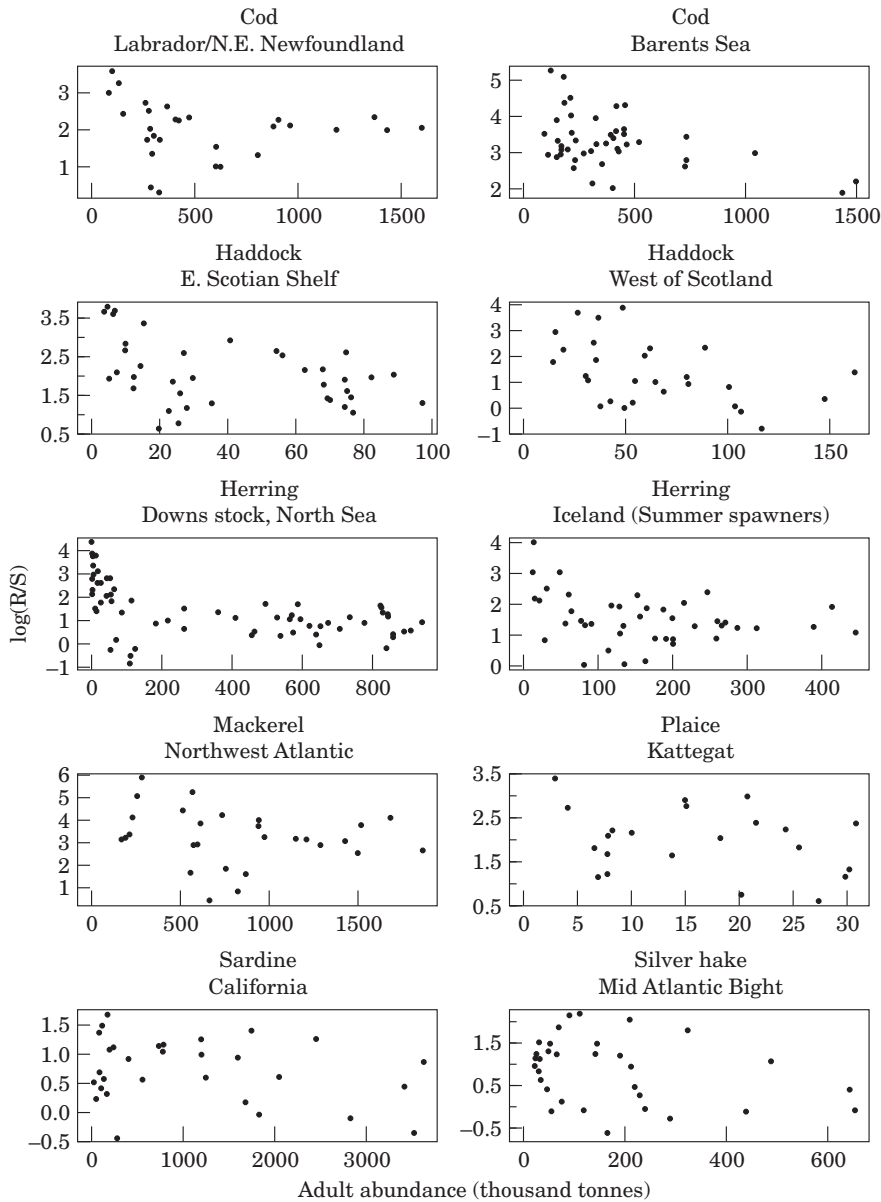 Cod
Labrador/N.E. Newfoundland
3
2
1
0 500 1000 1500
Cod
Barents Sea
5
4
3
2
0 500 1000 1500
Haddock
E. Scotian Shelf
3.5
2.5
1.5
0.5
0 20 40 60 80 100
Haddock
West of Scotland
4
3
2
1
0
−1
0 50 100 150
Herring
Downs stock, North Sea
4
3
2
1
0
−1
0 200 400 600 800
Herring
Iceland (Summer spawners)
4
3
2
1
0
0 100 200 300 400
log(R/S)
Mackerel
Northwest Atlantic
6
5
4
3
2
1
0 500 1000 1500
Plaice
Kattegat
3.5
2.5
1.5
0.5
0 5 10 15 20 25 30
Sardine
California
1.5
1.0
0.5
0.0
−0.5
0 1000 2000 3000
Silver hake
Mid Atlantic Bight
1.5
0.5
−0.5
0 200 400 600
Adult abundance (thousand tonnes)